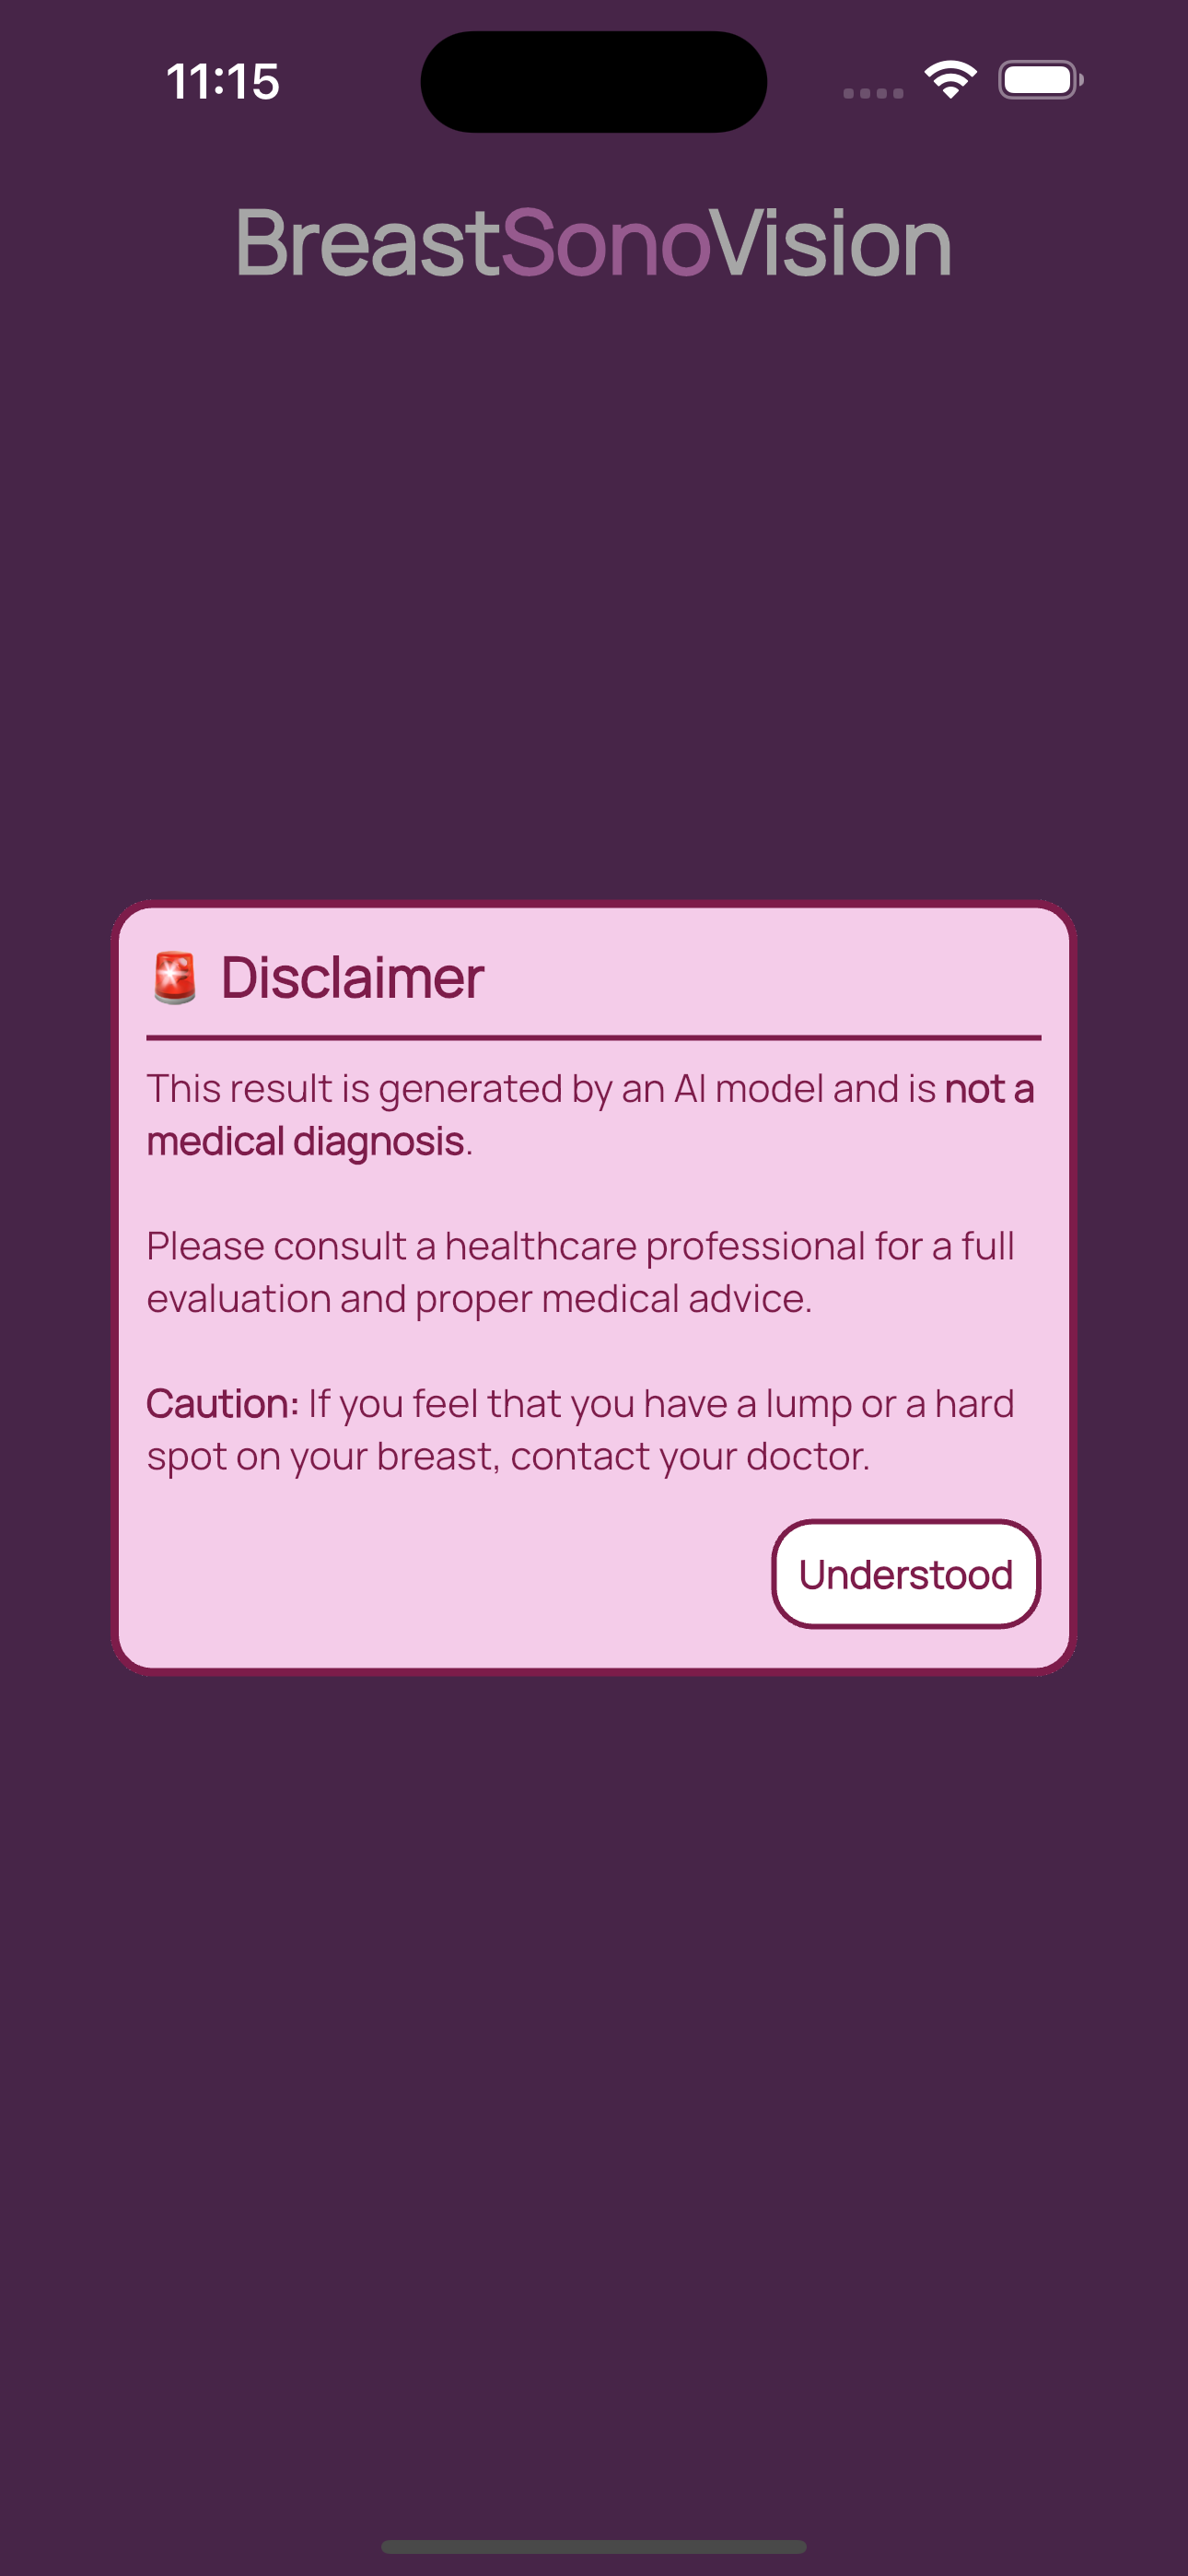 11:15
BreastSonoVision
🚨 Disclaimer
This result is generated by an AI model and is not a
medical diagnosis.
Please consult a healthcare professional for a full
evaluation and proper medical advice.
Caution: If you feel that you have a lump or a hard
spot on your breast, contact your doctor.
Understood